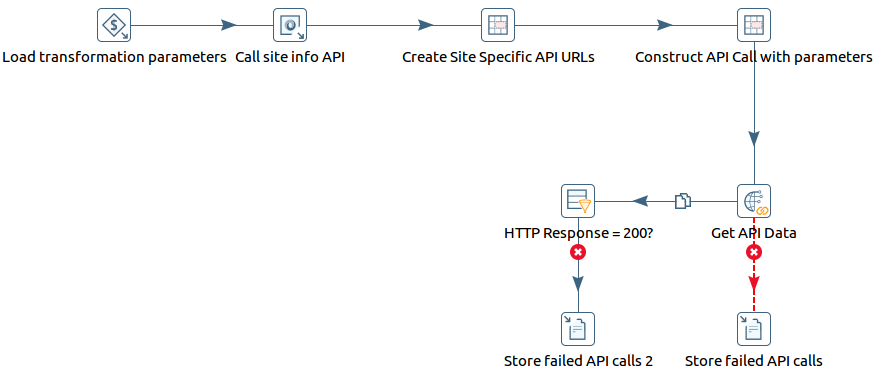 Load transformation parameters
Call site info API
Create Site Specific API URLs
Construct API Call with parameters
HTTP Response = 200?
Get API Data
Store failed API calls 2
Store failed API calls